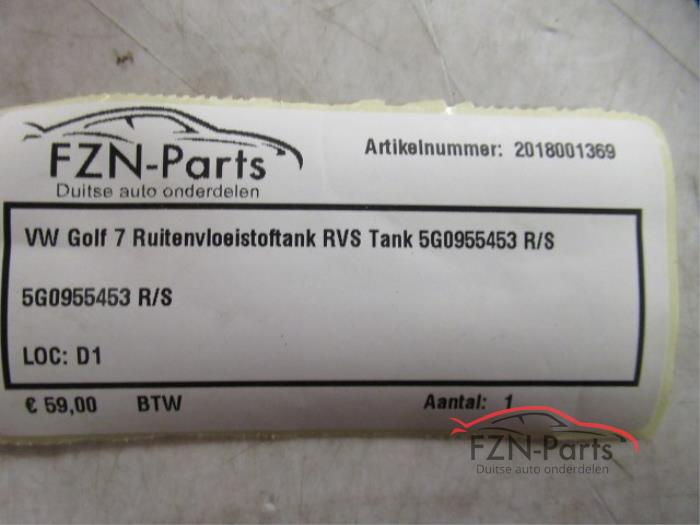 FZN-Parts
Duitse auto onderdelen
Artikelnummer: 2018001369
VW Golf 7 Ruitenvloeistoftank RVS Tank 5G0955453 R/S
5G0955453 R/S
LOC: D1
€ 59,00 BTW Aantal: 1
FZN-Parts
Duitse auto onderdelen